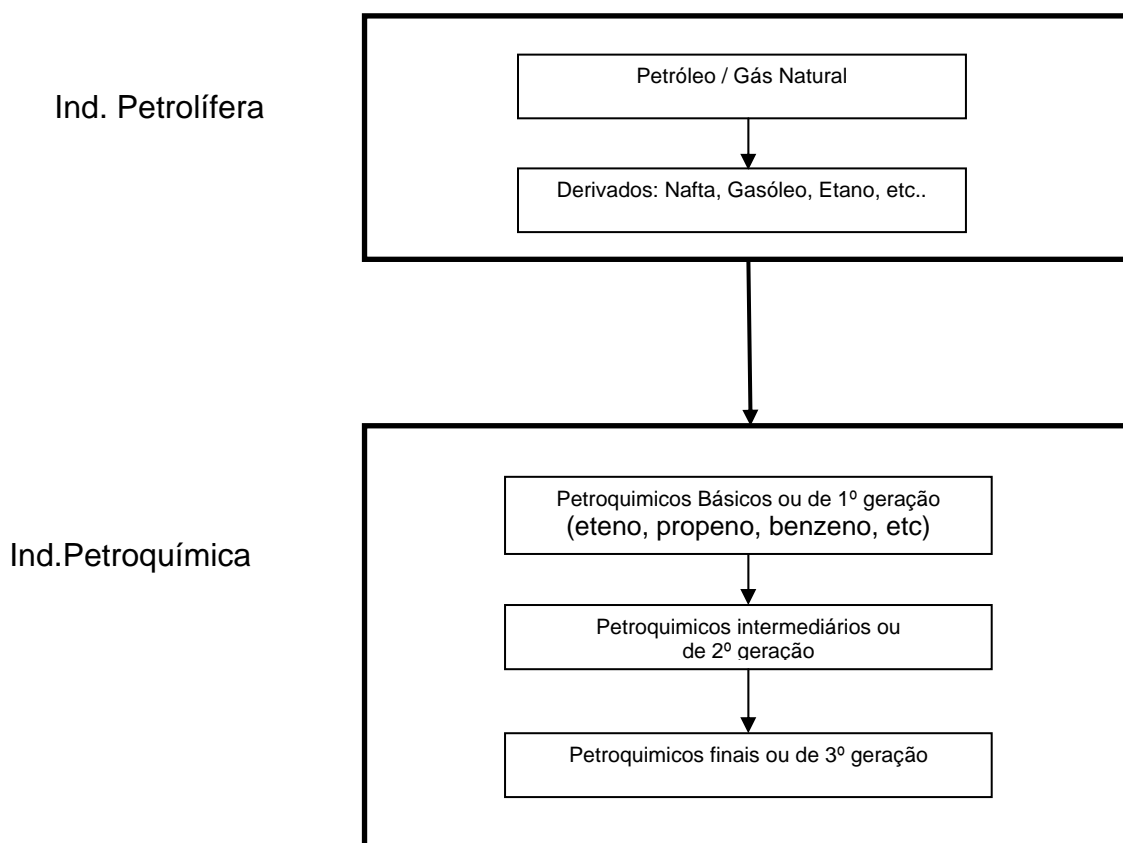 Ind. Petrolífera
Petróleo / Gás Natural
Derivados: Nafta, Gasóleo, Etano, etc..
Ind.Petroquímica
Petroquimicos Básicos ou de 1º geração
(eteno, propeno, benzeno, etc)
Petroquimicos intermediários ou
de 2º geração
Petroquimicos finais ou de 3º geração